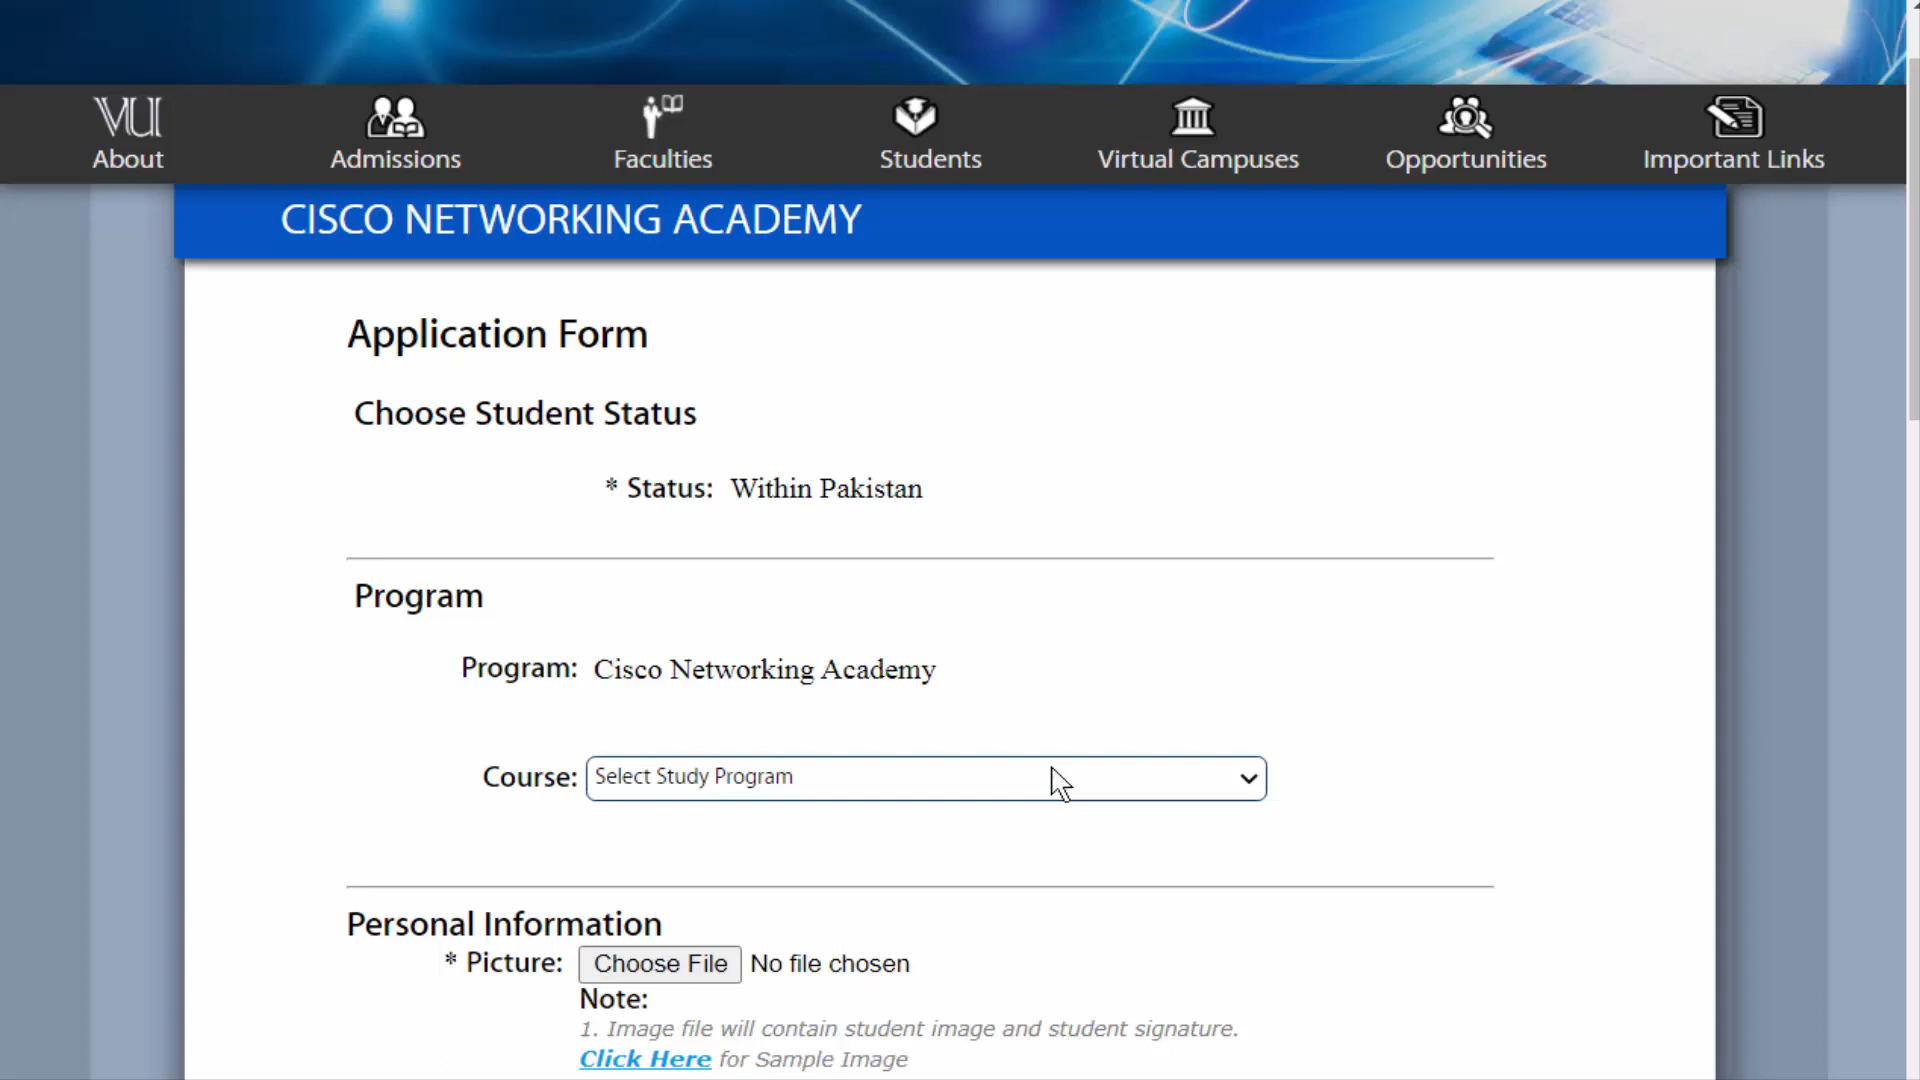 VU
About
Admissions
Faculties
Students
Virtual Campuses
Opportunities
Important Links
CISCO NETWORKING ACADEMY
Application Form
Choose Student Status
* Status: Within Pakistan
Program
Program: Cisco Networking Academy
Course: Select Study Program
Personal Information
* Picture: Choose File No file chosen
Note:
1. Image file will contain student image and student signature.
Click Here for Sample Image